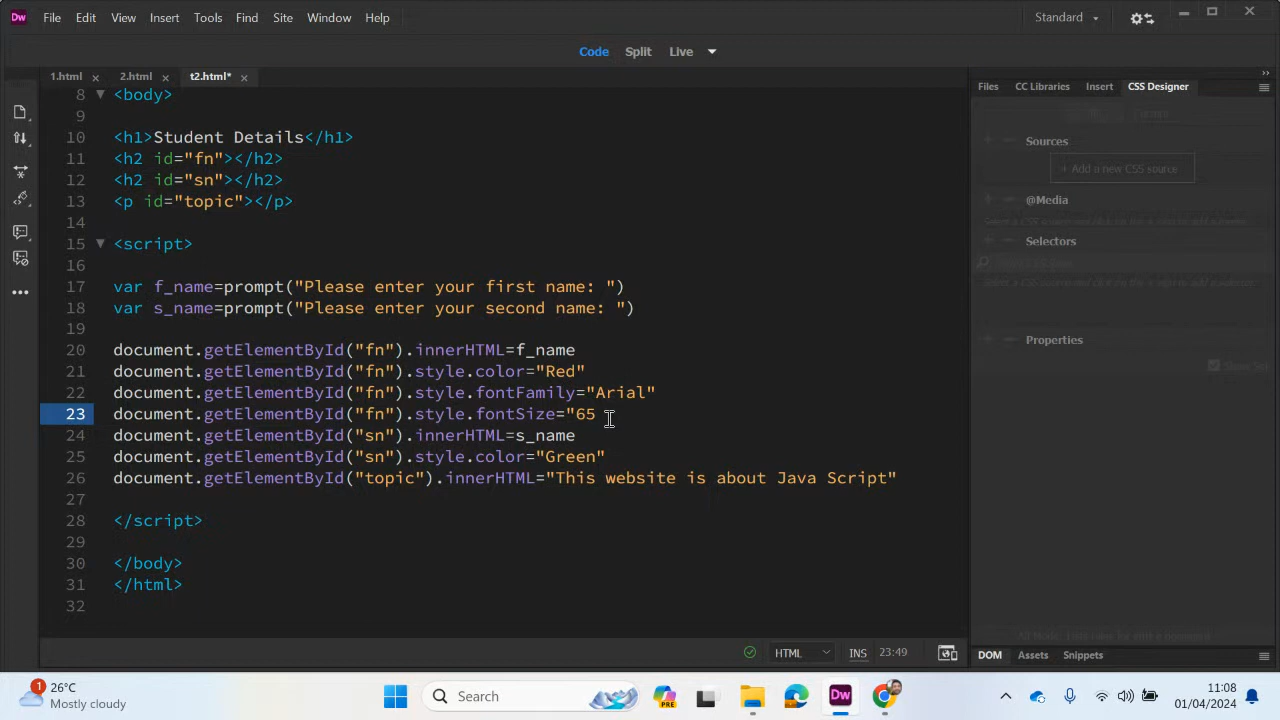 Dw File Edit View Insert Tools Find Site Window Help Standard
Code Split Live
1.html 2.html t2.html*
Files CC Libraries Insert CSS Designer
8 <body>
9
10 <h1>Student Details</h1>
11 <h2 id="fn"></h2>
12 <h2 id="sn"></h2>
13 <p id="topic"></p>
14
15 <script>
16
17 var f_name=prompt("Please enter your first name: ")
18 var s_name=prompt("Please enter your second name: ")
19
20 document.getElementById("fn").innerHTML=f_name
21 document.getElementById("fn").style.color="Red"
22 document.getElementById("fn").style.fontFamily="Arial"
23 document.getElementById("fn").style.fontSize="65
24 document.getElementById("sn").innerHTML=s_name
25 document.getElementById("sn").style.color="Green"
26 document.getElementById("topic").innerHTML="This website is about Java Script"
27
28 </script>
29
30 </body>
31 </html>
32
Sources
+ Add a new CSS source
@Media
Selectors
Properties
HTML INS 23:49
DOM Assets Snippets
1
26°C
Mostly cloudy
Search
PRE
Dw
11:08
01/04/2024